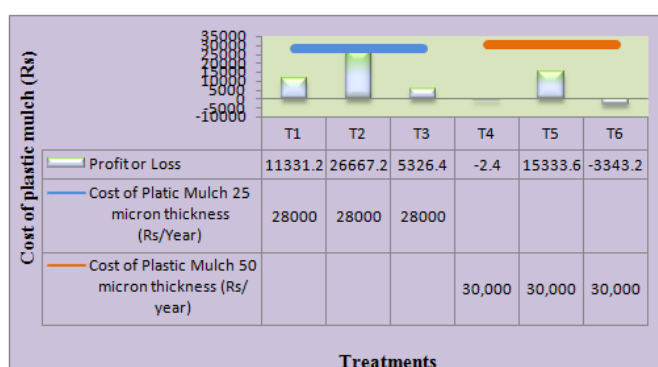 Cost of plastic mulch (Rs)
35000
30000
25000
20000
15000
10000
5000
0
-5000
-10000
T1 T2 T3 T4 T5 T6
Profit or Loss 11331.2 26667.2 5326.4 -2.4 15333.6 -3343.2
Cost of Platic Mulch 25
micron thickness
(Rs/Year)
28000 28000 28000
Cost of Plastic Mulch 50
micron thickness (Rs/
year)
30,000 30,000 30,000
Treatments